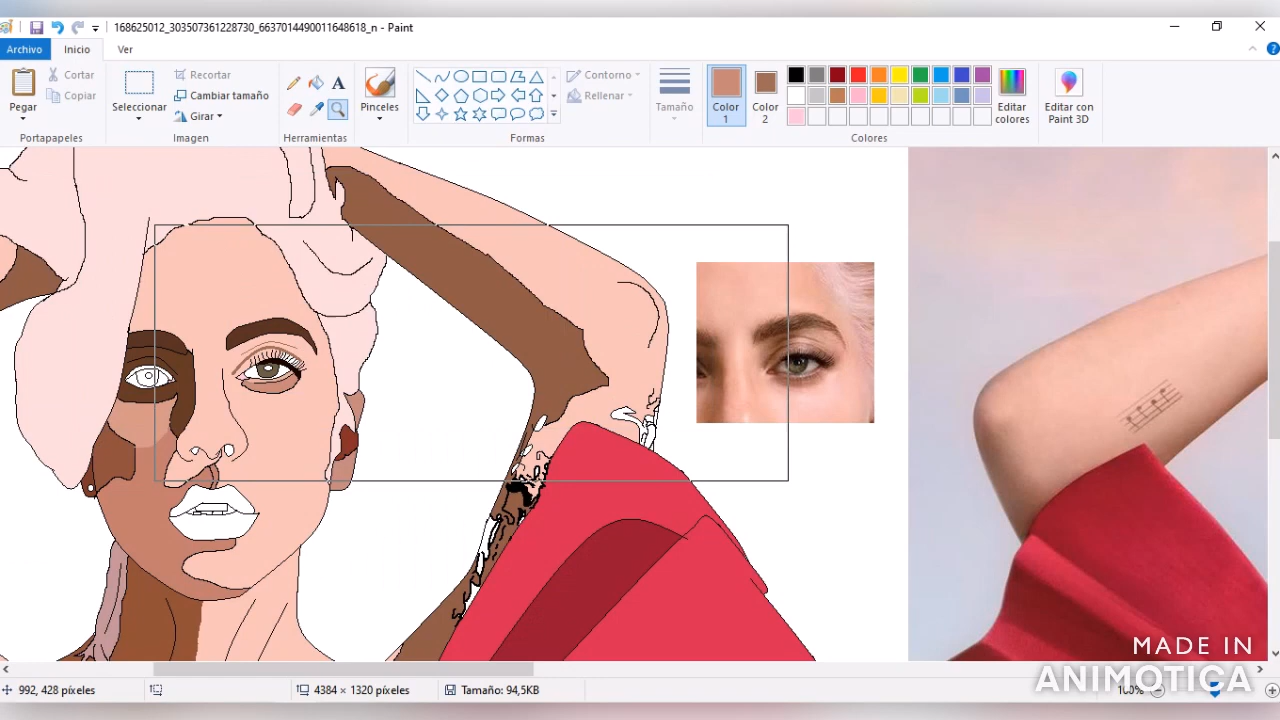 168625012_303507361228730_6637014490011648618_n - Paint
Archivo Inicio Ver
Pegar
Cortar
Copiar
Portapapeles
Seleccionar
Recortar
Cambiar tamaño
Girar
Imagen
A
Herramientas
Pinceles
Contorno
Rellenar
Formas
Tamaño
Color
1
Color
2
Editar
colores
Colores
Editar con
Paint 3D
MADE IN
ANIMOTICA
992, 428 píxeles
4384 × 1320 píxeles
Tamaño: 94,5KB
100%